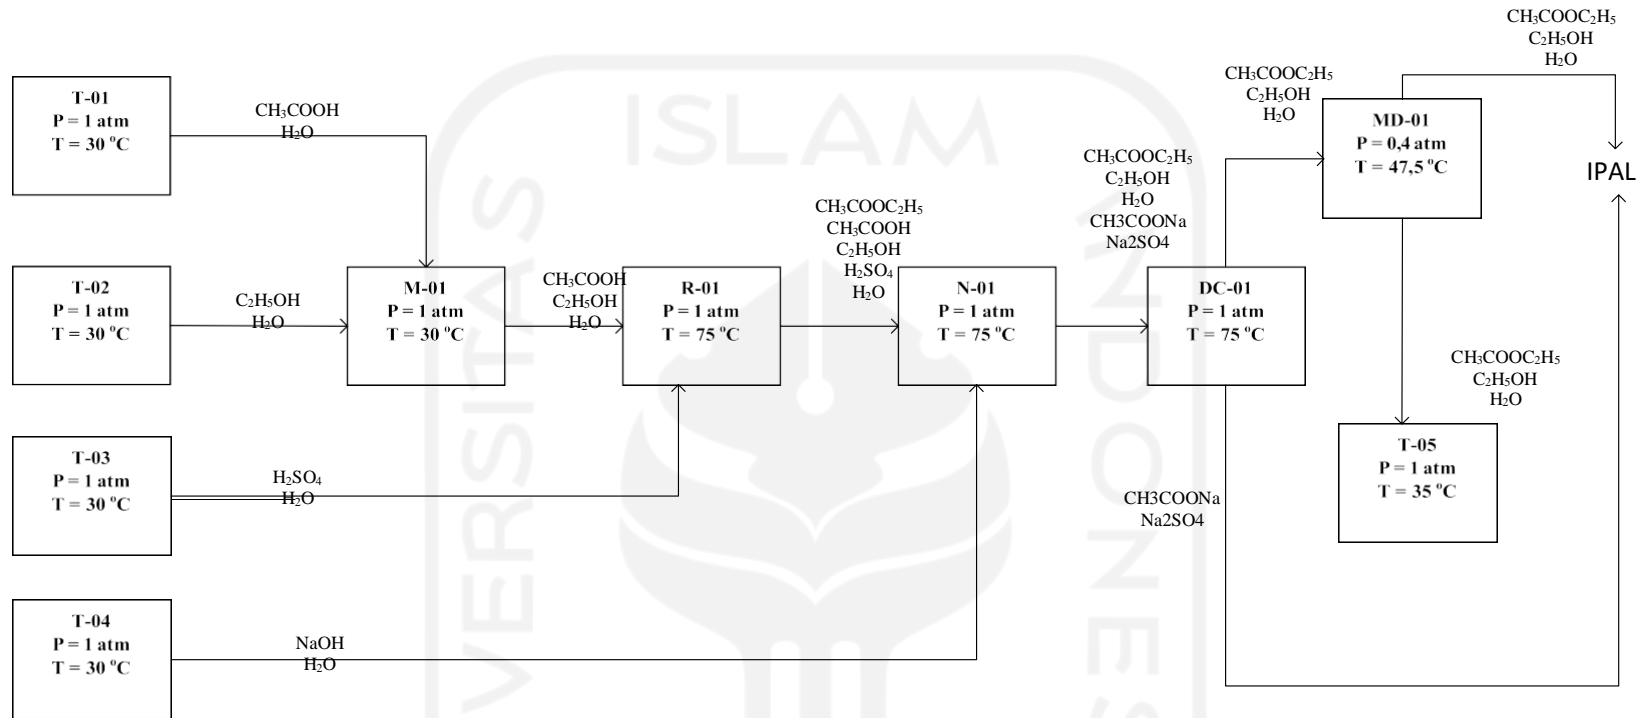 T-01
P = 1 atm
T = 30 °C
CH₃COOH
H₂O
T-02
P = 1 atm
T = 30 °C
C₂H₅OH
H₂O
M-01
P = 1 atm
T = 30 °C
CH₃COOH
C₂H₅OH
H₂O
T-03
P = 1 atm
T = 30 °C
H₂SO₄
H₂O
T-04
P = 1 atm
T = 30 °C
NaOH
H₂O
R-01
P = 1 atm
T = 75 °C
CH₃COOC₂H₅
CH₃COOH
C₂H₅OH
H₂SO₄
H₂O
N-01
P = 1 atm
T = 75 °C
CH₃COOC₂H₅
C₂H₅OH
H₂O
CH3COONa
Na2SO4
DC-01
P = 1 atm
T = 75 °C
CH3COONa
Na2SO4
CH₃COOC₂H₅
C₂H₅OH
H₂O
MD-01
P = 0,4 atm
T = 47,5 °C
CH₃COOC₂H₅
C₂H₅OH
H₂O
IPAL
CH₃COOC₂H₅
C₂H₅OH
H₂O
T-05
P = 1 atm
T = 35 °C
ISLAM
VERSITAS
NDONES